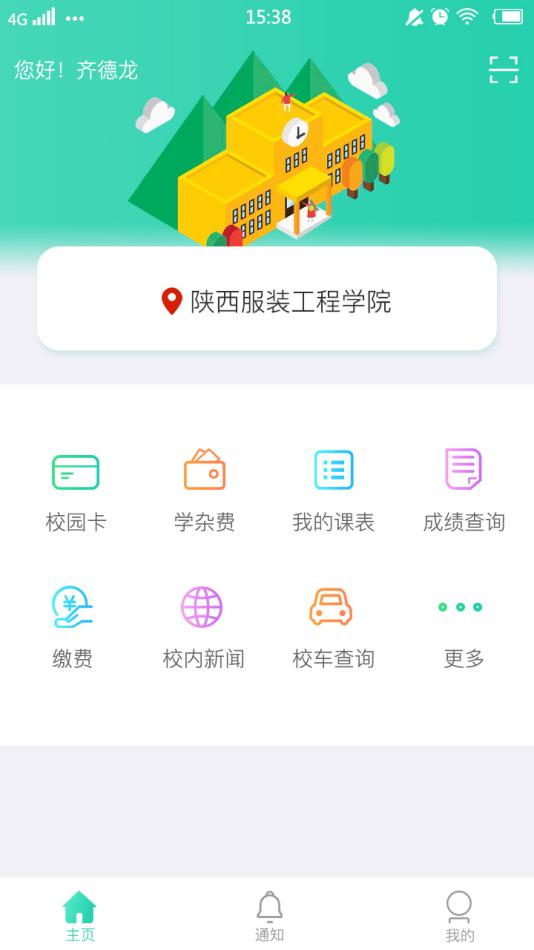 4G 15:38
您好！齐德龙
陕西服装工程学院
校园卡 学杂费 我的课表 成绩查询
¥
缴费 校内新闻 校车查询 更多
主页 通知 我的